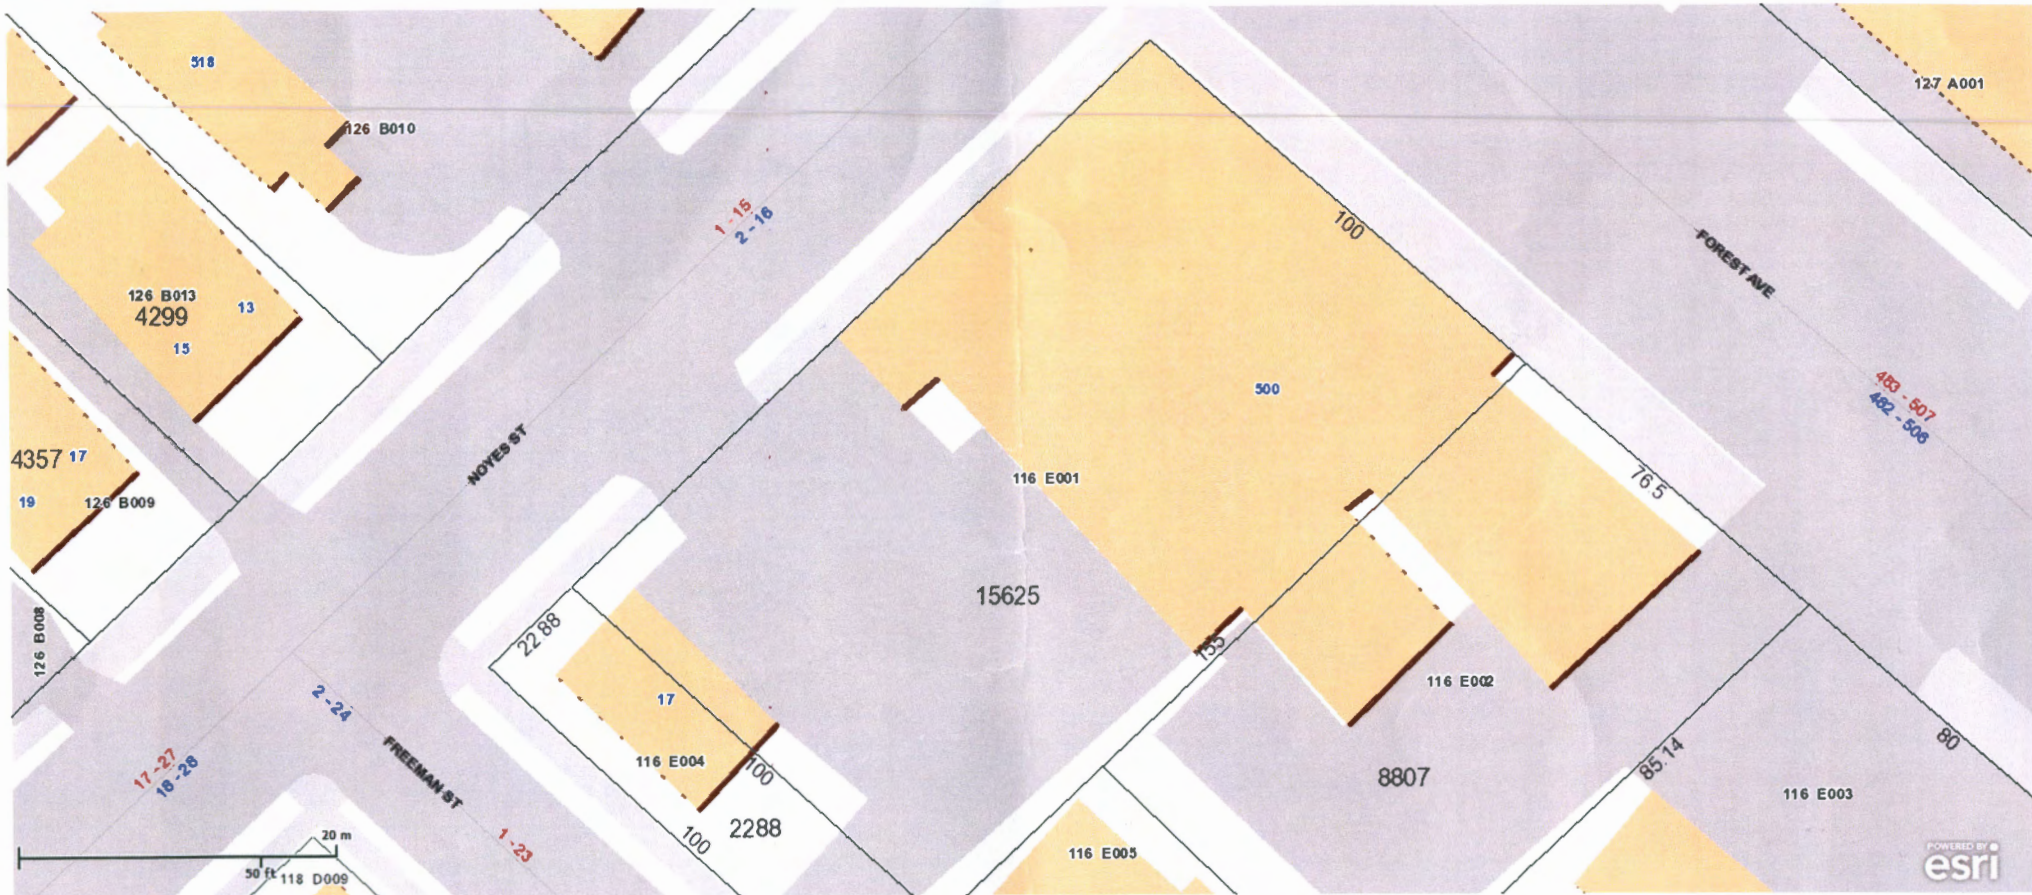 518
126 B010
127 A001
1 - 15
2 - 16
100
FOREST AVE
126 B013
4299
13
15
500
483 - 507
482 - 506
4357
17
19
126 B009
NOYES ST
116 E001
76.5
15625
126 B008
22.88
155
116 E002
2 - 24
17
17 - 27
18 - 28
FREEMAN ST
116 E004
100
85.14
80
8807
116 E003
1 - 23
100
2288
20 m
50 ft
118 D009
116 E005
POWERED BY
esri